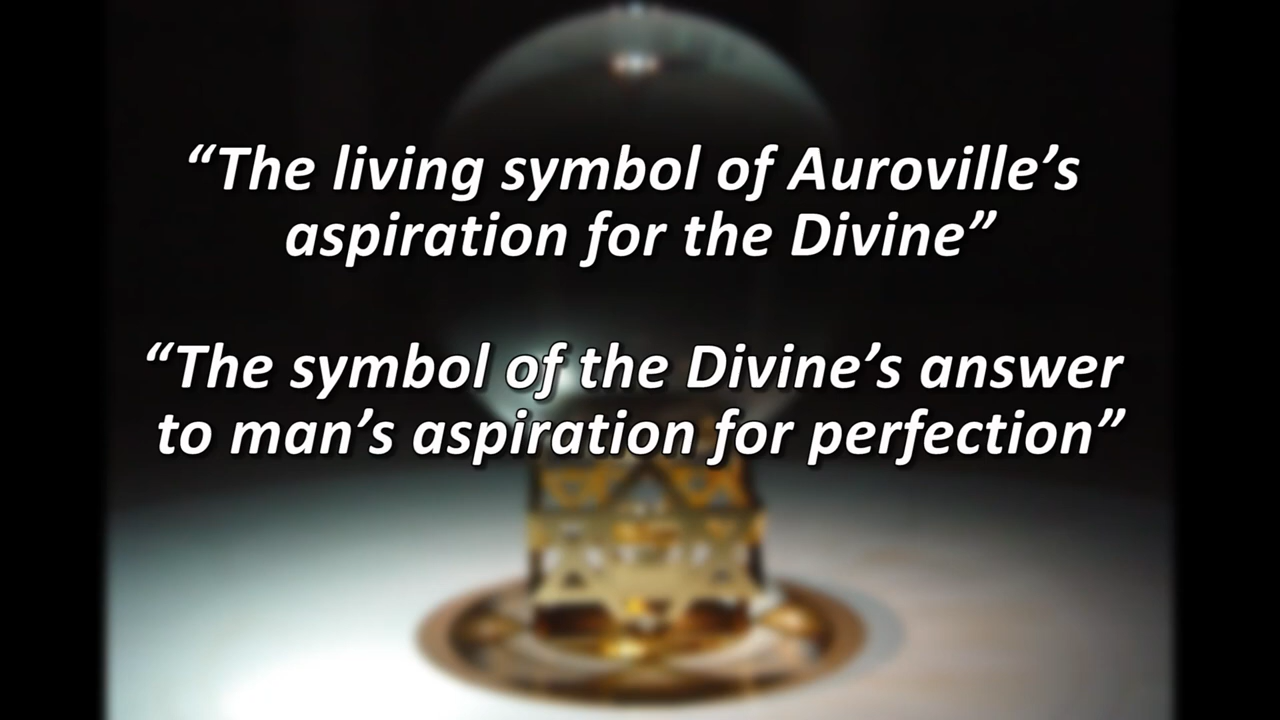 “The living symbol of Auroville’s
aspiration for the Divine”
“The symbol of the Divine’s answer
to man’s aspiration for perfection”